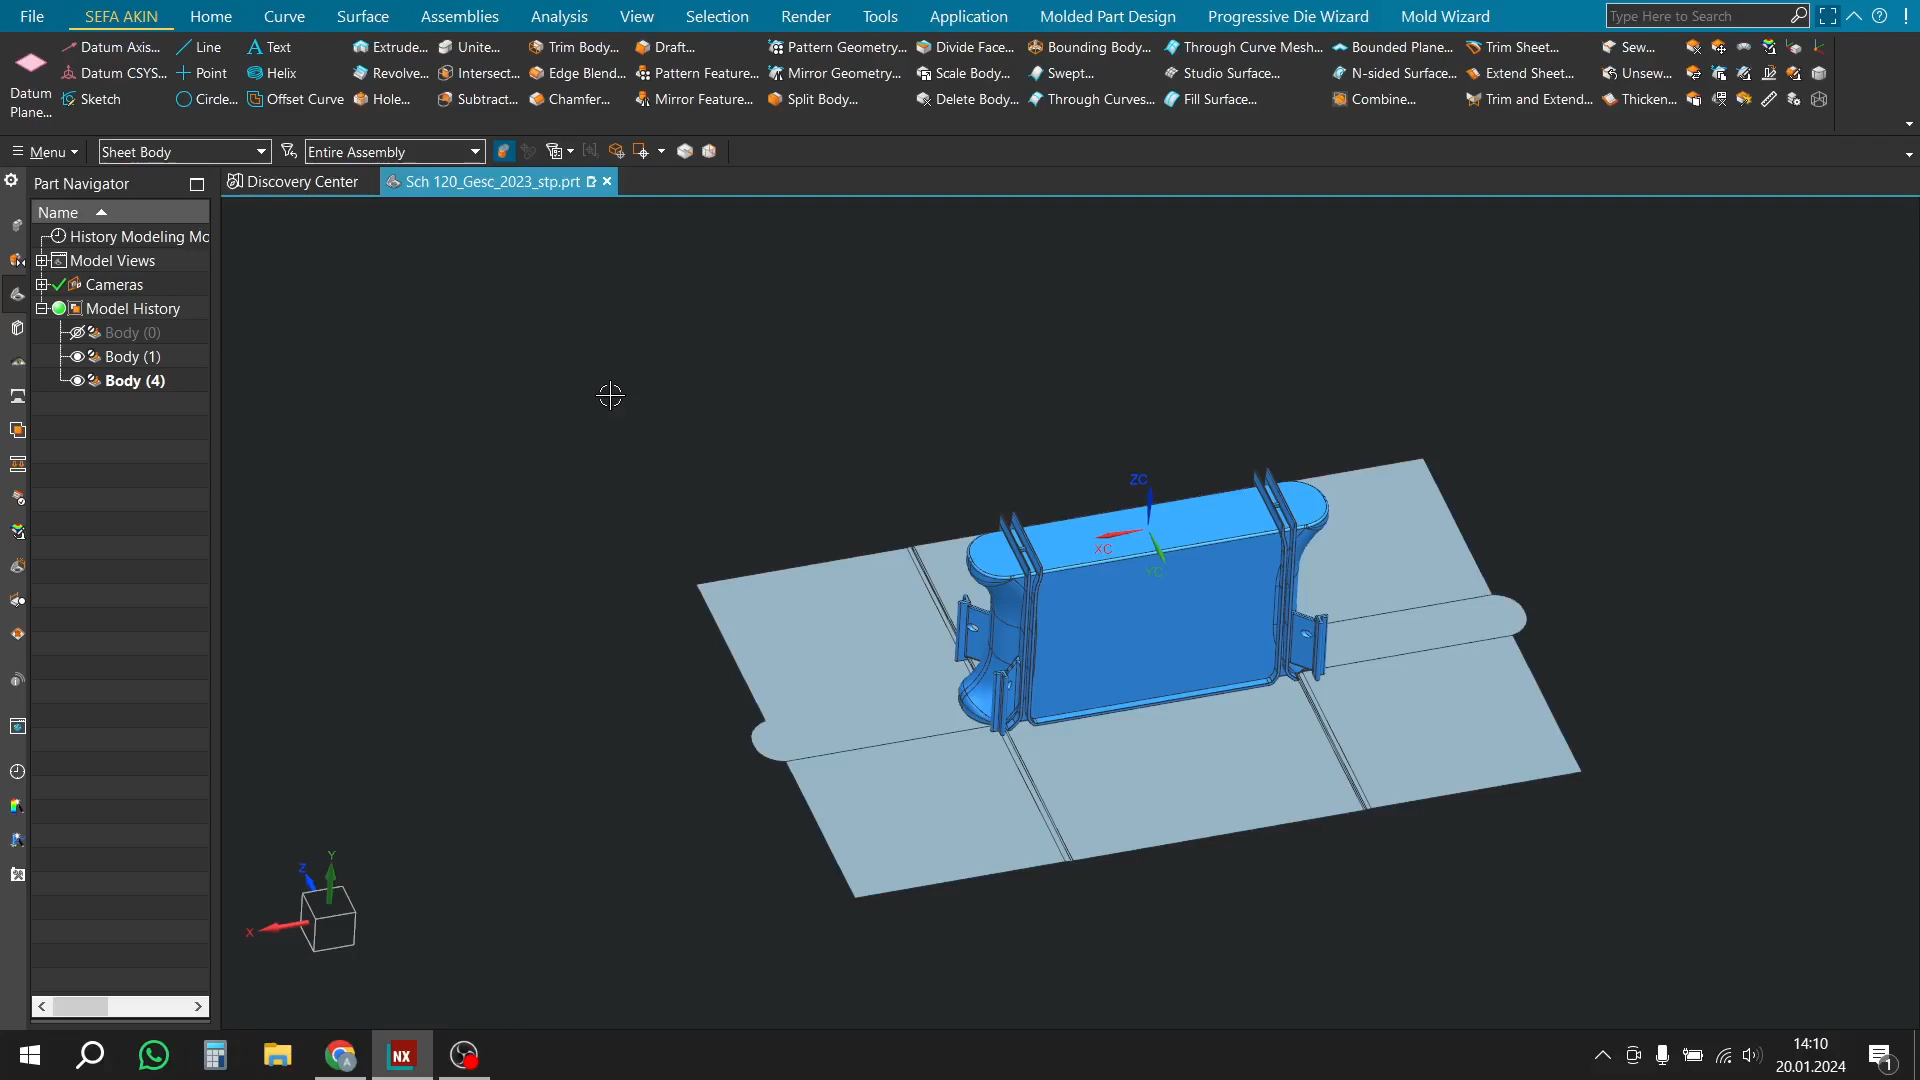 File SEFA AKIN Home Curve Surface Assemblies Analysis View Selection Render Tools Application Molded Part Design Progressive Die Wizard Mold Wizard Type Here to Search
Datum Plane...
Datum Axis... Line Text Extrude... Unite... Trim Body... Draft... Pattern Geometry... Divide Face... Bounding Body... Through Curve Mesh... Bounded Plane... Trim Sheet... Sew...
Datum CSYS... Point Helix Revolve... Intersect... Edge Blend... Pattern Feature... Mirror Geometry... Scale Body... Swept... Studio Surface... N-sided Surface... Extend Sheet... Unsew...
Sketch Circle... Offset Curve Hole... Subtract... Chamfer... Mirror Feature... Split Body... Delete Body... Through Curves... Fill Surface... Combine... Trim and Extend... Thicken...
Menu Sheet Body Entire Assembly
Part Navigator Discovery Center Sch 120_Gesc_2023_stp.prt
Name
History Modeling Mo
Model Views
Cameras
Model History
Body (0)
Body (1)
Body (4)
ZC
XC
YC
Y
Z
X
NX
A
14:10
20.01.2024
1